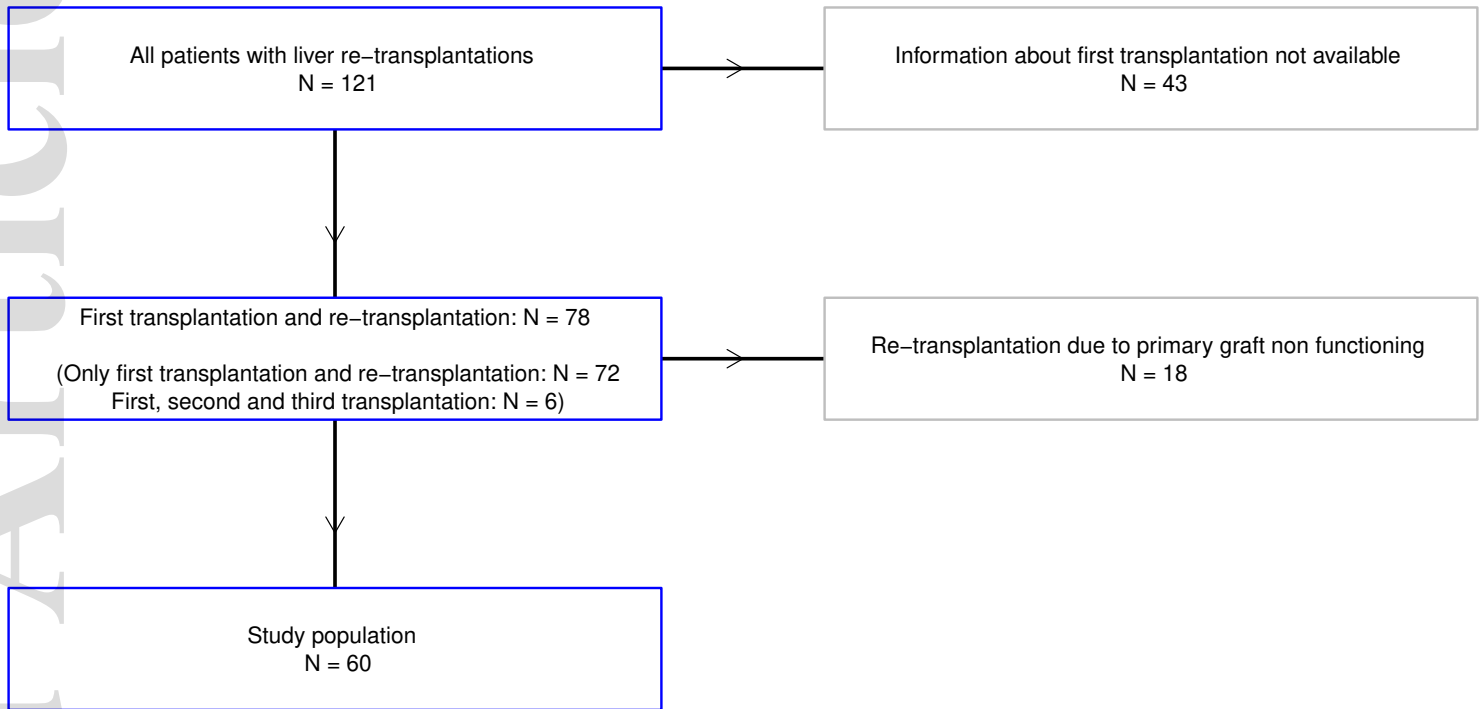 All patients with liver re−transplantations
N = 121
Information about first transplantation not available
N = 43
First transplantation and re−transplantation: N = 78
(Only first transplantation and re−transplantation: N = 72
First, second and third transplantation: N = 6)
Re−transplantation due to primary graft non functioning
N = 18
Study population
N = 60
Artic